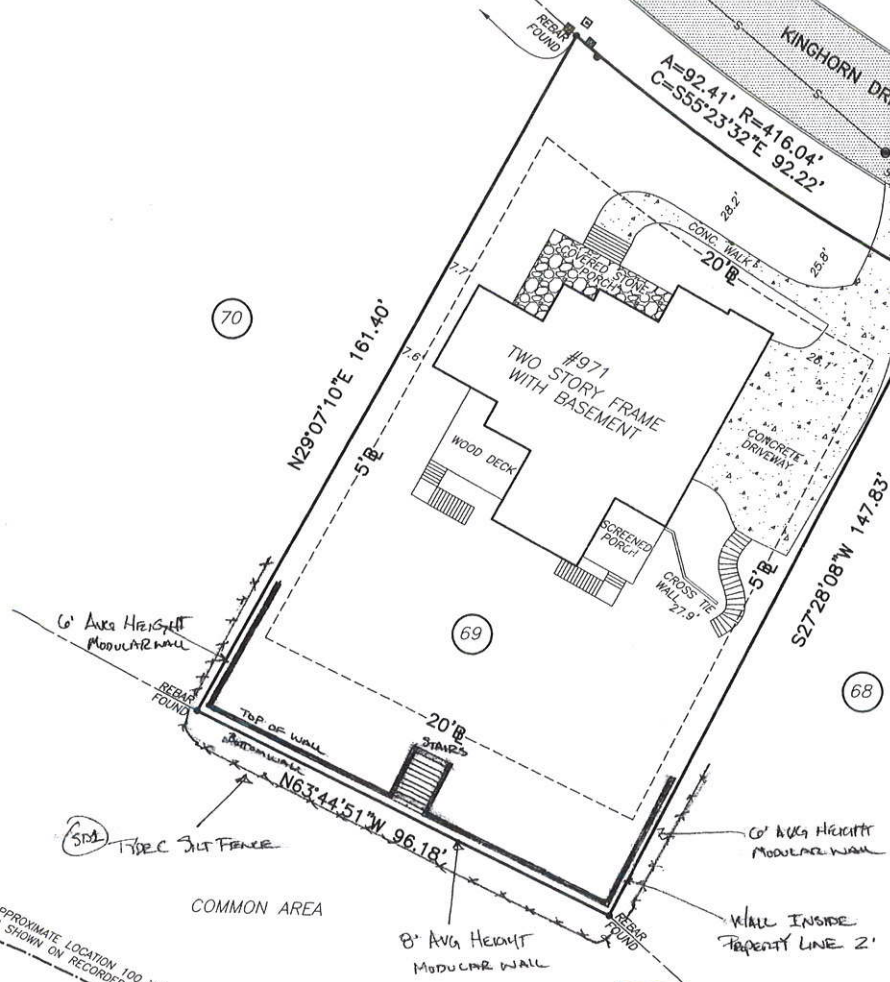 KINGHORN DR
REBAR
FOUND
A=92.41' R=416.04'
C=S55°23'32"E 92.22'
S
S
28.2'
CONC. WALK
25.8'
20' BL
COVERED STONE
PORCH
7.7'
70
N29°07'10"E 161.40'
7.6'
#971
TWO STORY FRAME
WITH BASEMENT
26.1'
CONCRETE
DRIVEWAY
WOOD DECK
5' BL
SCREENED
PORCH
CROSS TIE
WALL
27.9'
5' BL
S27°28'08"W 147.83'
69
68
6' AVG HEIGHT
MODULAR WALL
REBAR
FOUND
TOP OF WALL
BOTTOM WALL
20' BL
STAIRS
N63°44'51"W 96.18'
Sd1 TYPE C SILT FENCE
COMMON AREA
8' AVG HEIGHT
MODULAR WALL
REBAR
FOUND
6' AVG HEIGHT
MODULAR WALL
WALL INSIDE
PROPERTY LINE 2'
PPROXIMATE LOCATION 100
SHOWN ON RECORDE